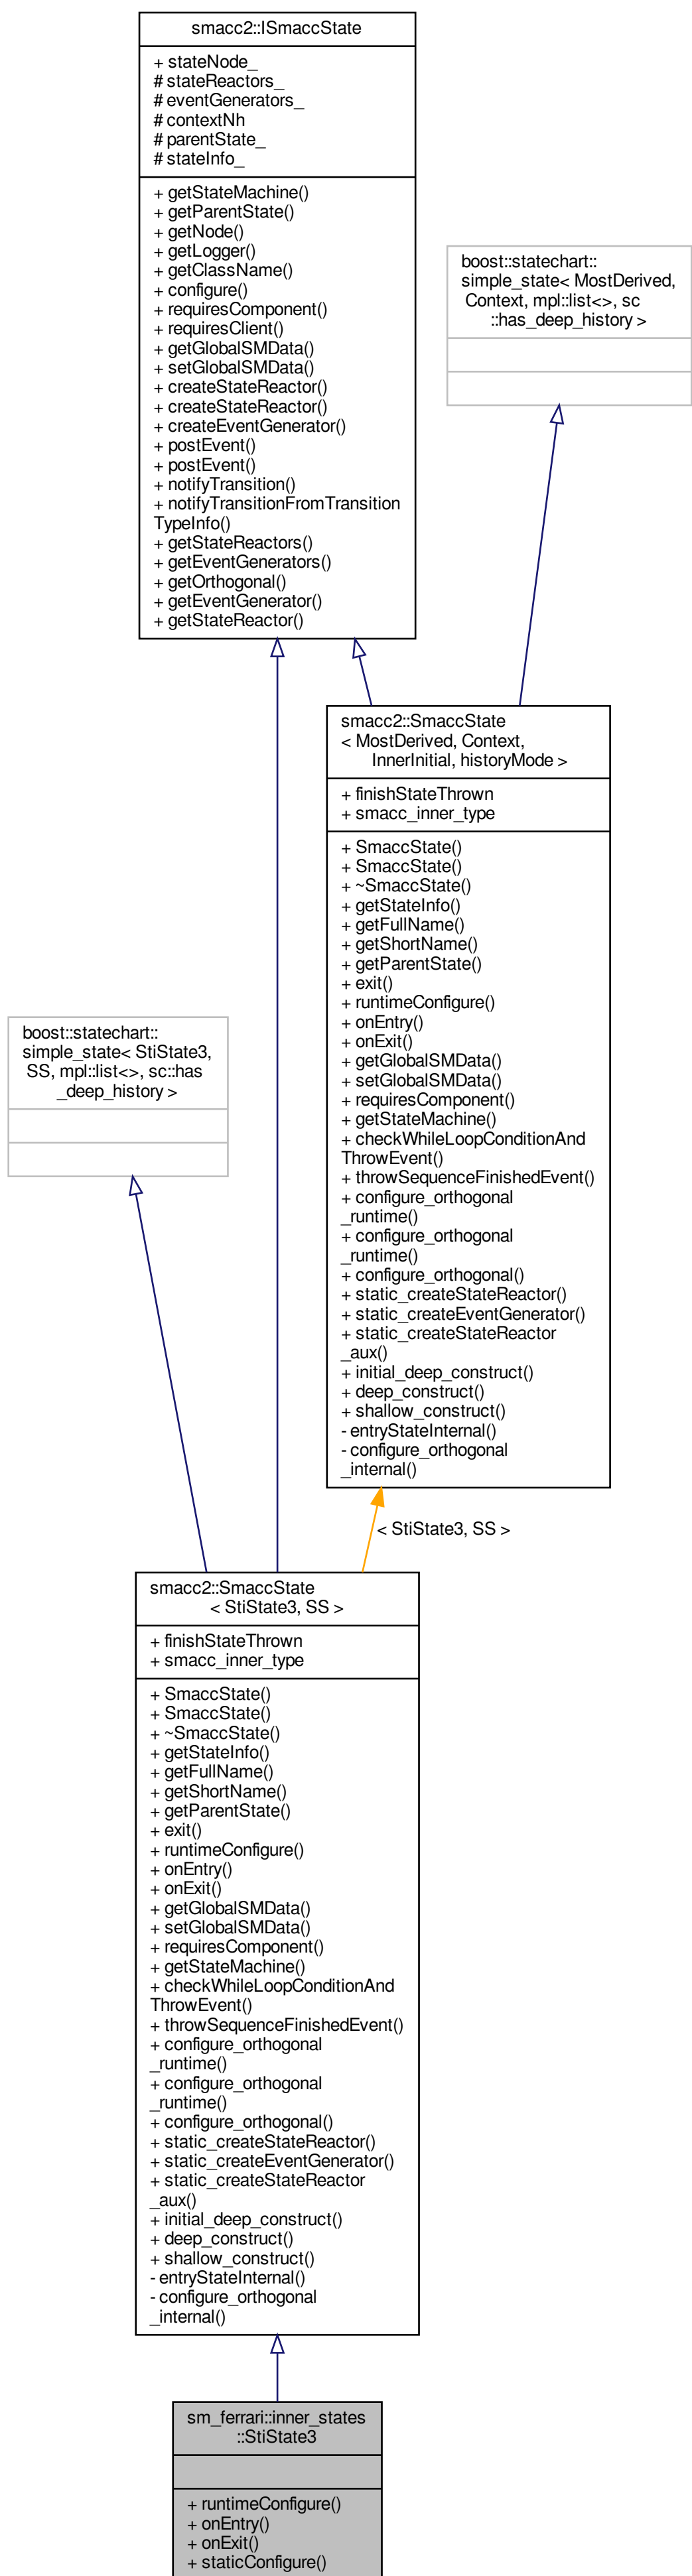 smacc2::ISmaccState
+ stateNode_
# stateReactors_
# eventGenerators_
# contextNh
# parentState_
# stateInfo_
+ getStateMachine()
+ getParentState()
+ getNode()
+ getLogger()
+ getClassName()
+ configure()
+ requiresComponent()
+ requiresClient()
+ getGlobalSMData()
+ setGlobalSMData()
+ createStateReactor()
+ createStateReactor()
+ createEventGenerator()
+ postEvent()
+ postEvent()
+ notifyTransition()
+ notifyTransitionFromTransition
TypeInfo()
+ getStateReactors()
+ getEventGenerators()
+ getOrthogonal()
+ getEventGenerator()
+ getStateReactor()
boost::statechart::
simple_state< MostDerived,
Context, mpl::list<>, sc
::has_deep_history >
smacc2::SmaccState
< MostDerived, Context,
InnerInitial, historyMode >
+ finishStateThrown
+ smacc_inner_type
+ SmaccState()
+ SmaccState()
+ ~SmaccState()
+ getStateInfo()
+ getFullName()
+ getShortName()
+ getParentState()
+ exit()
+ runtimeConfigure()
+ onEntry()
+ onExit()
+ getGlobalSMData()
+ setGlobalSMData()
+ requiresComponent()
+ getStateMachine()
+ checkWhileLoopConditionAnd
ThrowEvent()
+ throwSequenceFinishedEvent()
+ configure_orthogonal
_runtime()
+ configure_orthogonal
_runtime()
+ configure_orthogonal()
+ static_createStateReactor()
+ static_createEventGenerator()
+ static_createStateReactor
_aux()
+ initial_deep_construct()
+ deep_construct()
+ shallow_construct()
- entryStateInternal()
- configure_orthogonal
_internal()
boost::statechart::
simple_state< StiState3,
SS, mpl::list<>, sc::has
_deep_history >
< StiState3, SS >
smacc2::SmaccState
< StiState3, SS >
+ finishStateThrown
+ smacc_inner_type
+ SmaccState()
+ SmaccState()
+ ~SmaccState()
+ getStateInfo()
+ getFullName()
+ getShortName()
+ getParentState()
+ exit()
+ runtimeConfigure()
+ onEntry()
+ onExit()
+ getGlobalSMData()
+ setGlobalSMData()
+ requiresComponent()
+ getStateMachine()
+ checkWhileLoopConditionAnd
ThrowEvent()
+ throwSequenceFinishedEvent()
+ configure_orthogonal
_runtime()
+ configure_orthogonal
_runtime()
+ configure_orthogonal()
+ static_createStateReactor()
+ static_createEventGenerator()
+ static_createStateReactor
_aux()
+ initial_deep_construct()
+ deep_construct()
+ shallow_construct()
- entryStateInternal()
- configure_orthogonal
_internal()
sm_ferrari::inner_states
::StiState3
+ runtimeConfigure()
+ onEntry()
+ onExit()
+ staticConfigure()